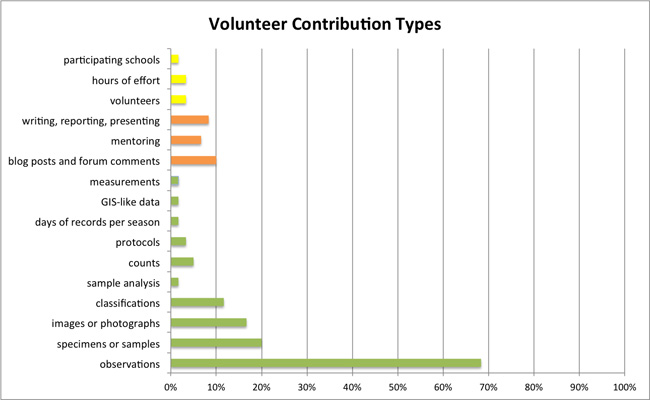 Volunteer Contribution Types
participating schools
hours of effort
volunteers
writing, reporting, presenting
mentoring
blog posts and forum comments
measurements
GIS-like data
days of records per season
protocols
counts
sample analysis
classifications
images or photographs
specimens or samples
observations
0% 10% 20% 30% 40% 50% 60% 70% 80% 90% 100%